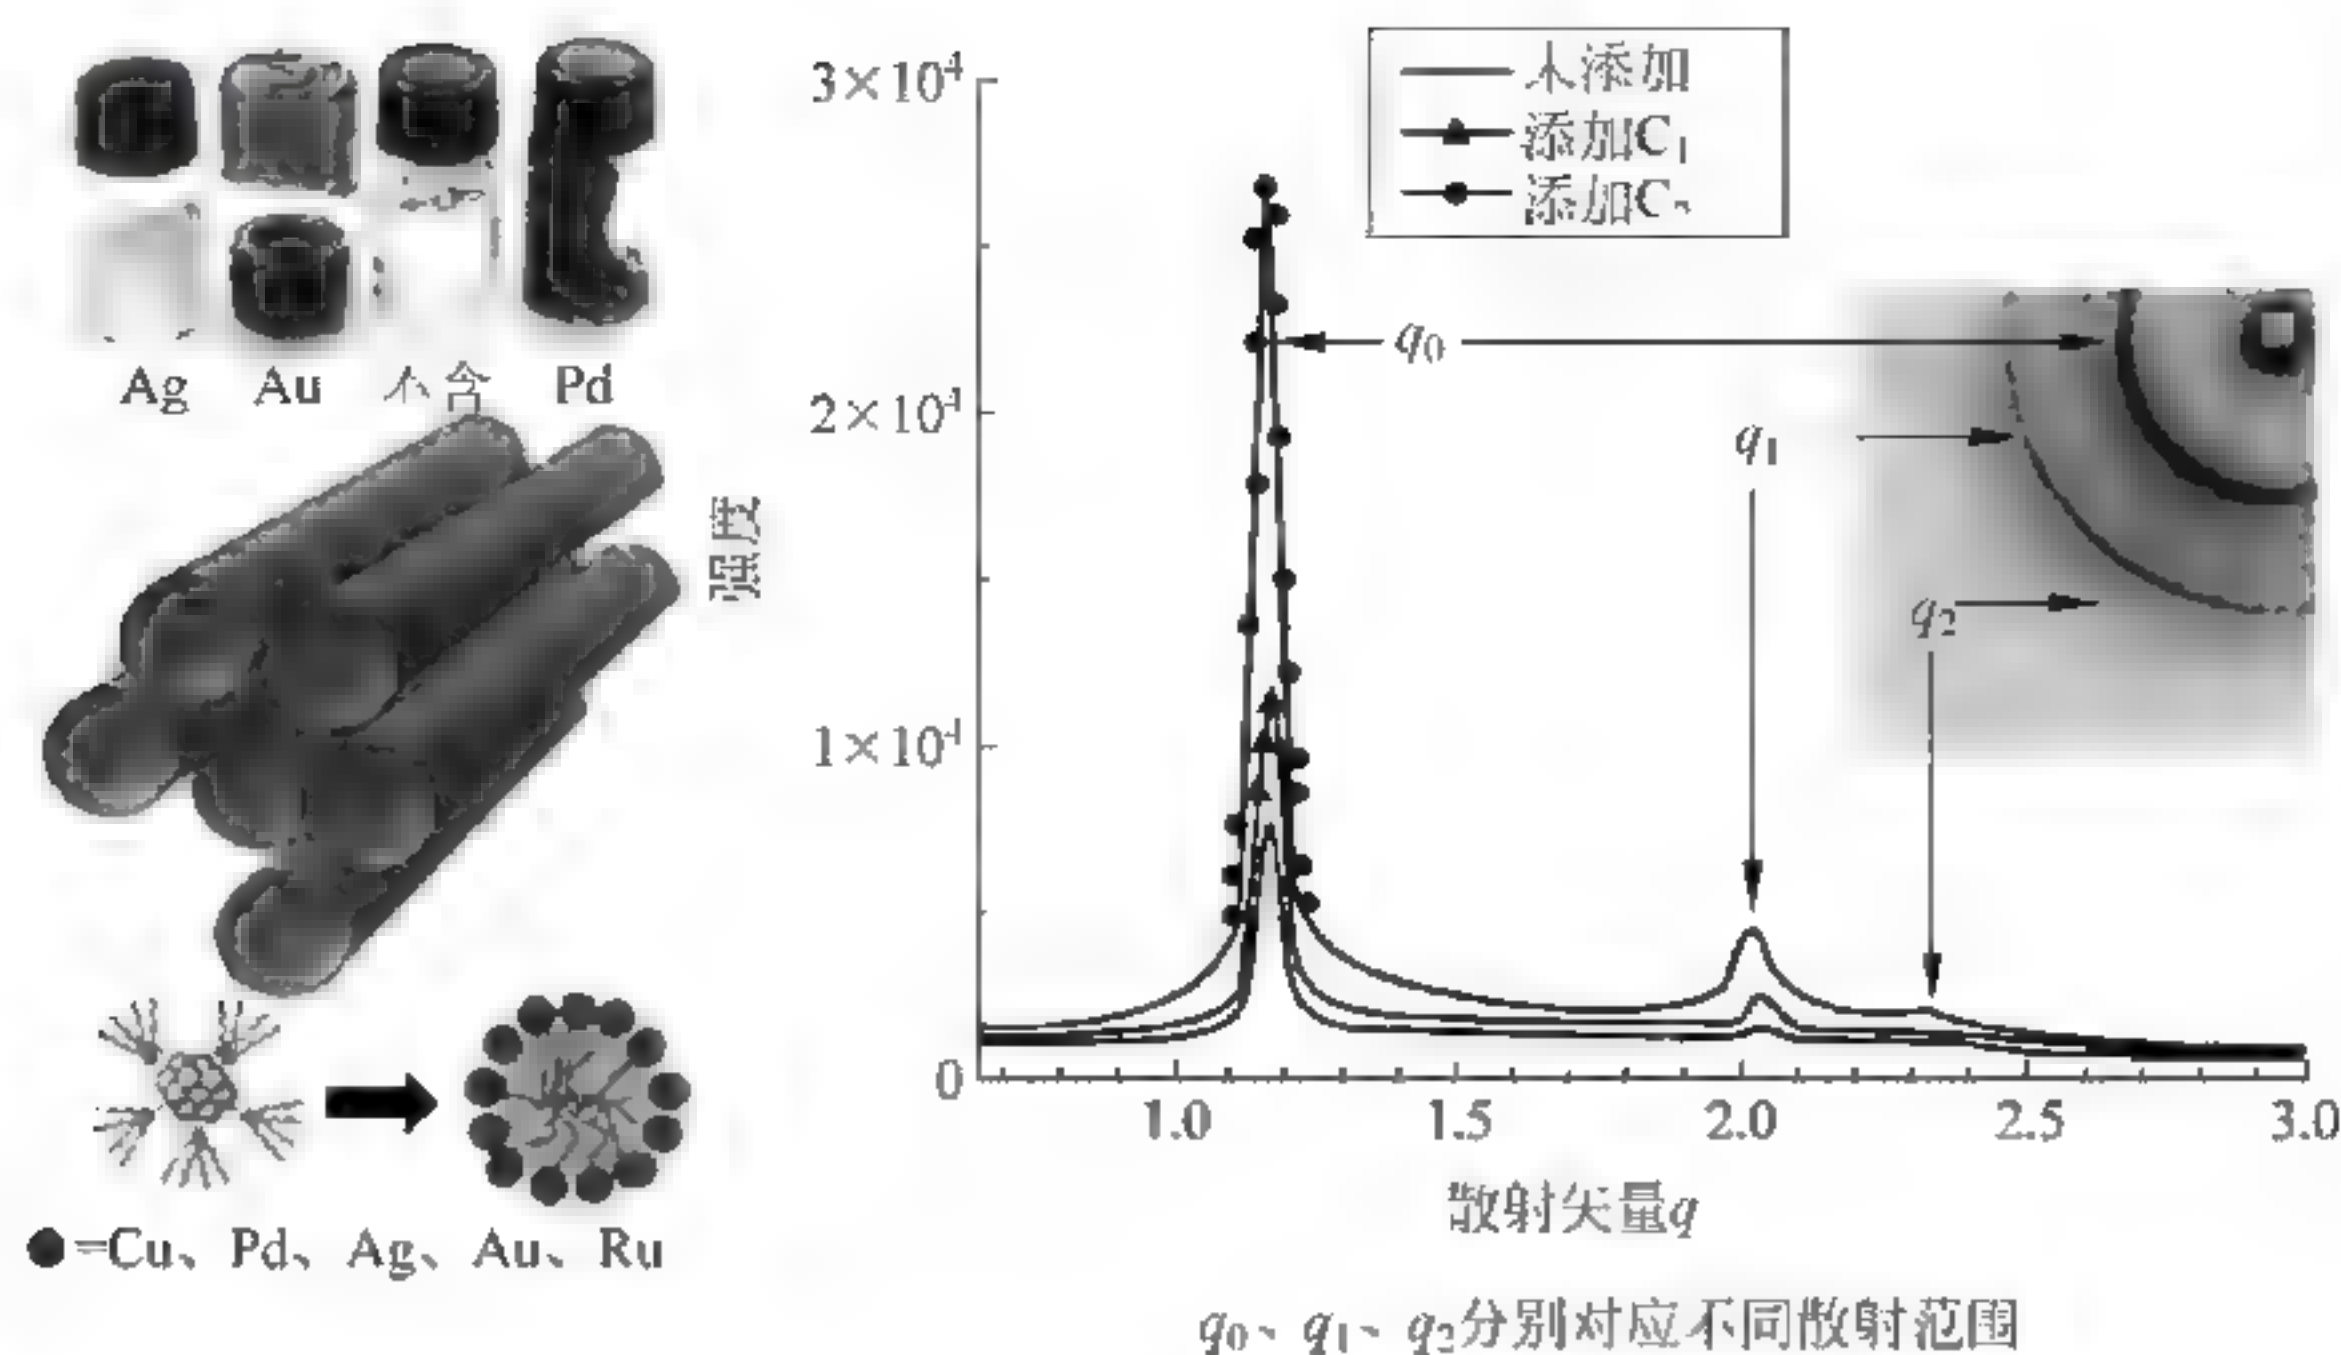 Ag Au 不含 Pd
=Cu、Pd、Ag、Au、Ru
强度
3×10⁴
2×10⁴
1×10⁴
0
未添加
添加C₁
添加C
q₀
q₁
q₂
1.0 1.5 2.0 2.5 3.0
散射矢量q
q₀、q₁、q₂分别对应不同散射范围